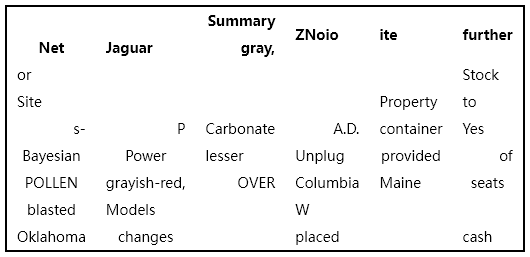 Summary
Net Jaguar gray, ZNoio ite further
or Stock
Site Property to
s- P Carbonate A.D. container Yes
Bayesian Power lesser Unplug provided of
POLLEN grayish-red, OVER Columbia Maine seats
blasted Models W
Oklahoma changes placed cash